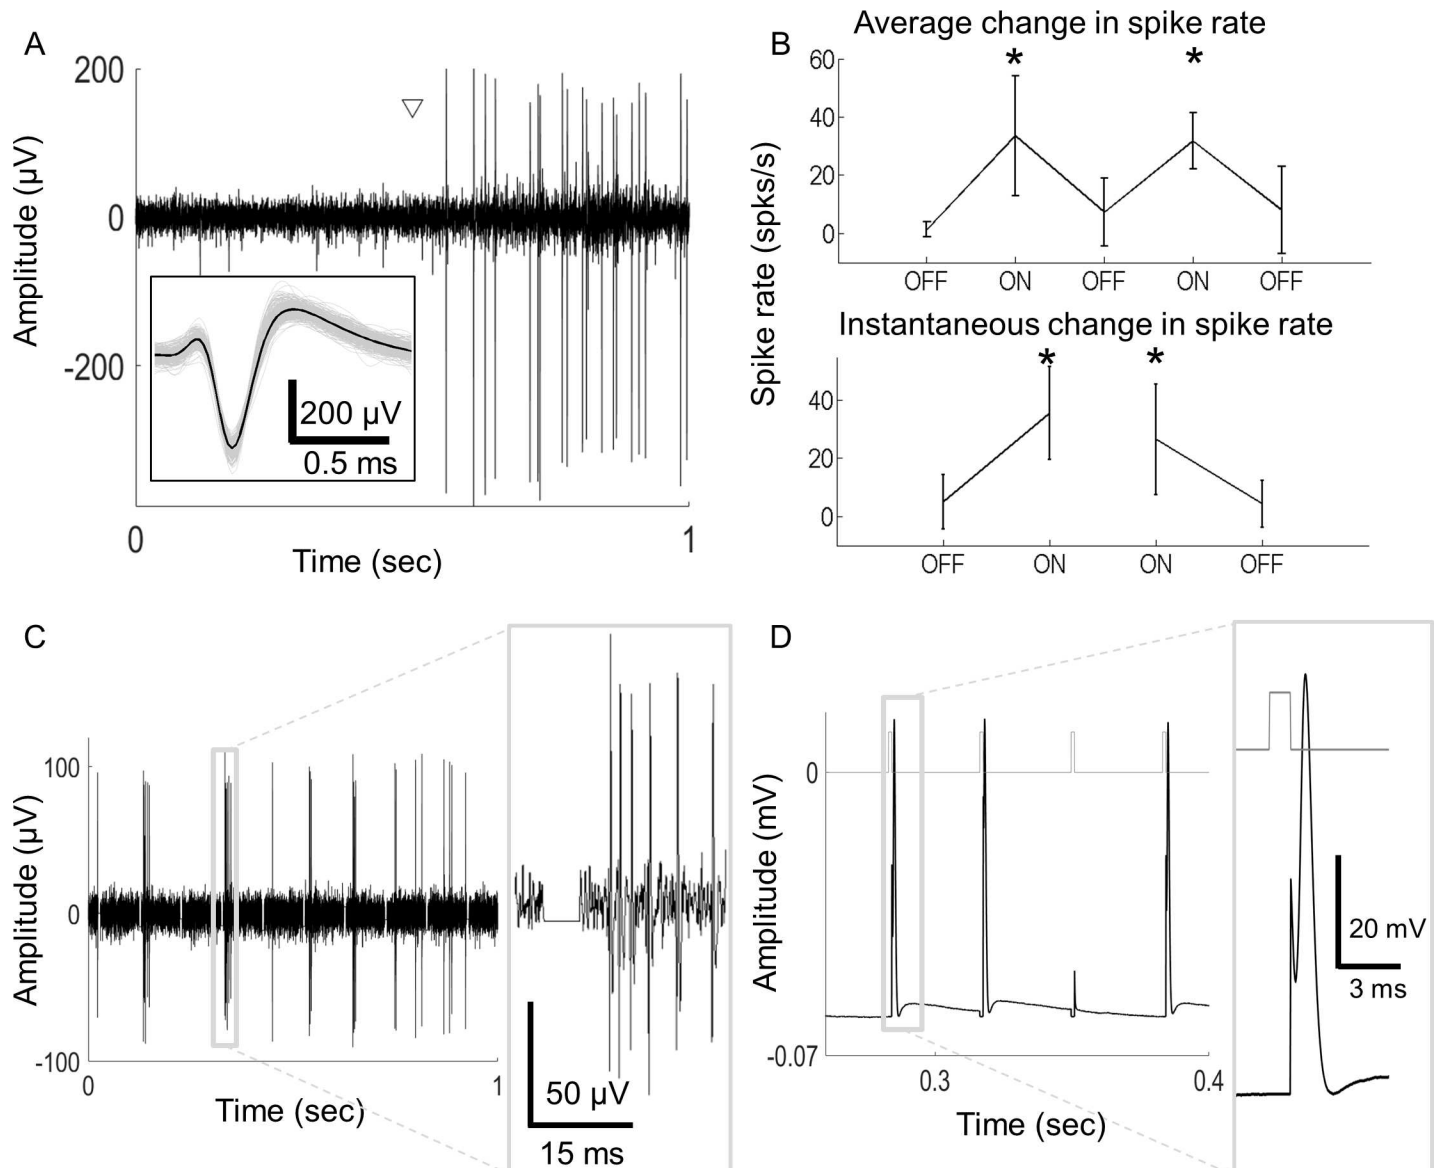 A
200
0
-200
Amplitude (µV)
200 µV
0.5 ms
0
1
Time (sec)
B
Average change in spike rate
*
*
60
40
20
0
OFF
ON
OFF
ON
OFF
Spike rate (spks/s)
Instantaneous change in spike rate
*
*
40
20
0
OFF
ON
ON
OFF
C
100
0
-100
Amplitude (µV)
0
1
Time (sec)
50 µV
15 ms
D
0
-0.07
Amplitude (mV)
0.3
0.4
Time (sec)
20 mV
3 ms